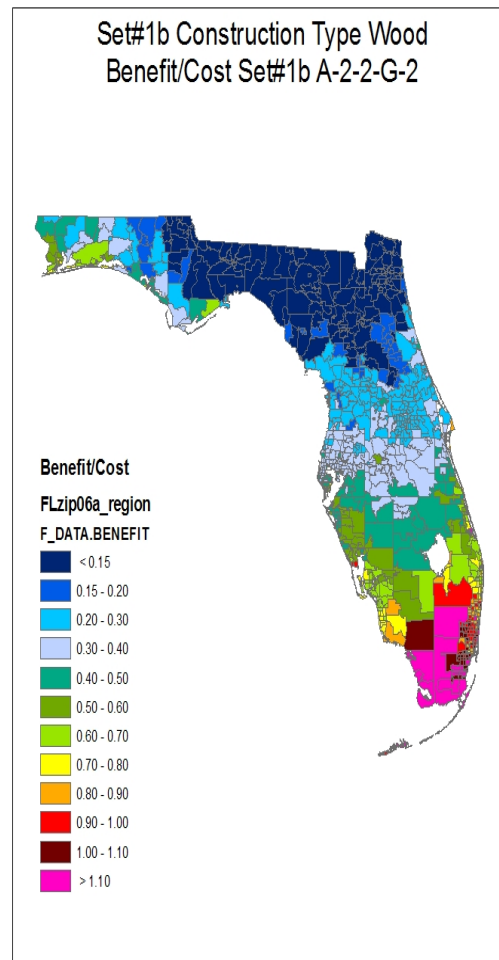 Set#1b Construction Type Wood
Benefit/Cost Set#1b A-2-2-G-2
Benefit/Cost
FLzip06a_region
F_DATA.BENEFIT
< 0.15
0.15 - 0.20
0.20 - 0.30
0.30 - 0.40
0.40 - 0.50
0.50 - 0.60
0.60 - 0.70
0.70 - 0.80
0.80 - 0.90
0.90 - 1.00
1.00 - 1.10
> 1.10